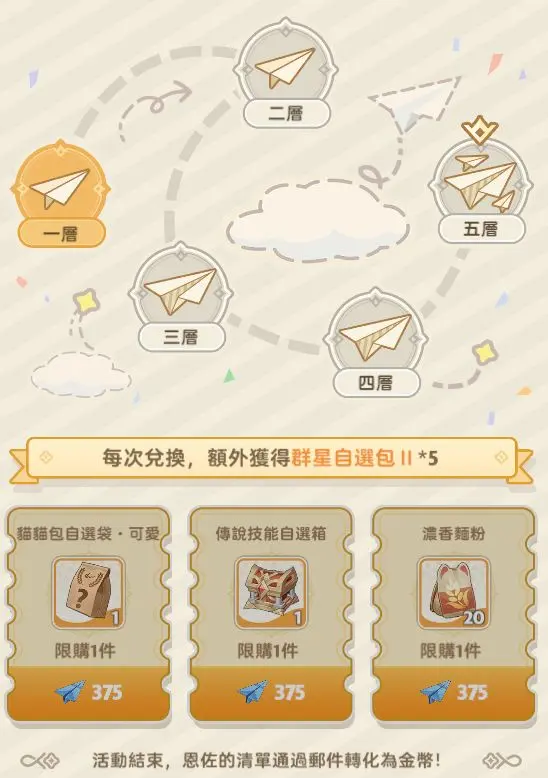 二層
一層
五層
三層
四層
每次兌換，額外獲得群星自選包Ⅱ*5
貓貓包自選袋·可愛
傳說技能自選箱
濃香麵粉
?
1
1
20
限購1件
限購1件
限購1件
375
375
375
活動結束，恩佐的清單通過郵件轉化為金幣！